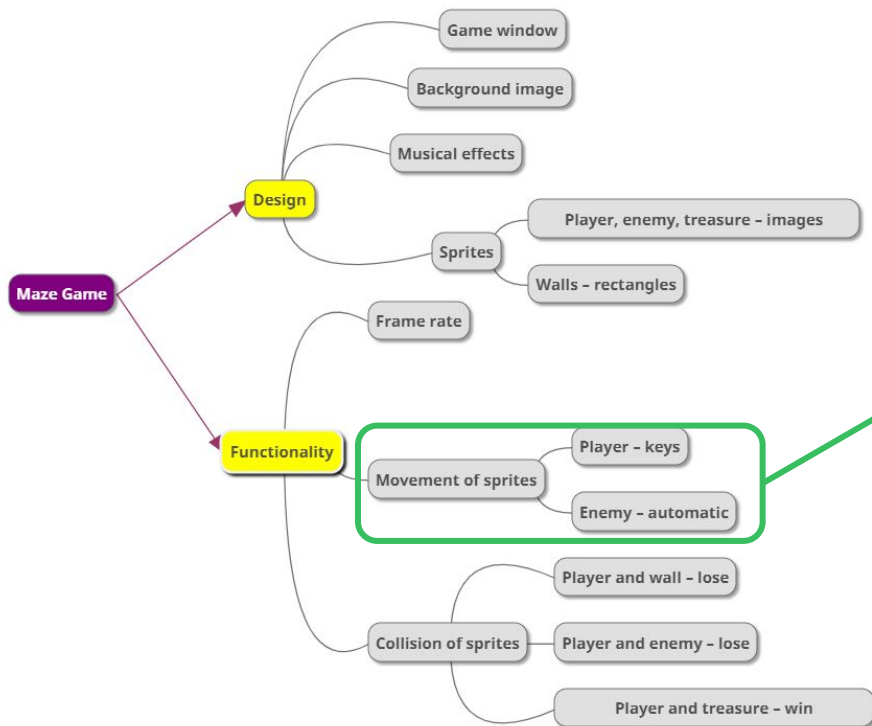 Game window
Background image
Musical effects
Design
Player, enemy, treasure – images
Sprites
Walls – rectangles
Maze Game
Frame rate
Functionality
Player – keys
Movement of sprites
Enemy – automatic
Player and wall – lose
Collision of sprites
Player and enemy – lose
Player and treasure – win